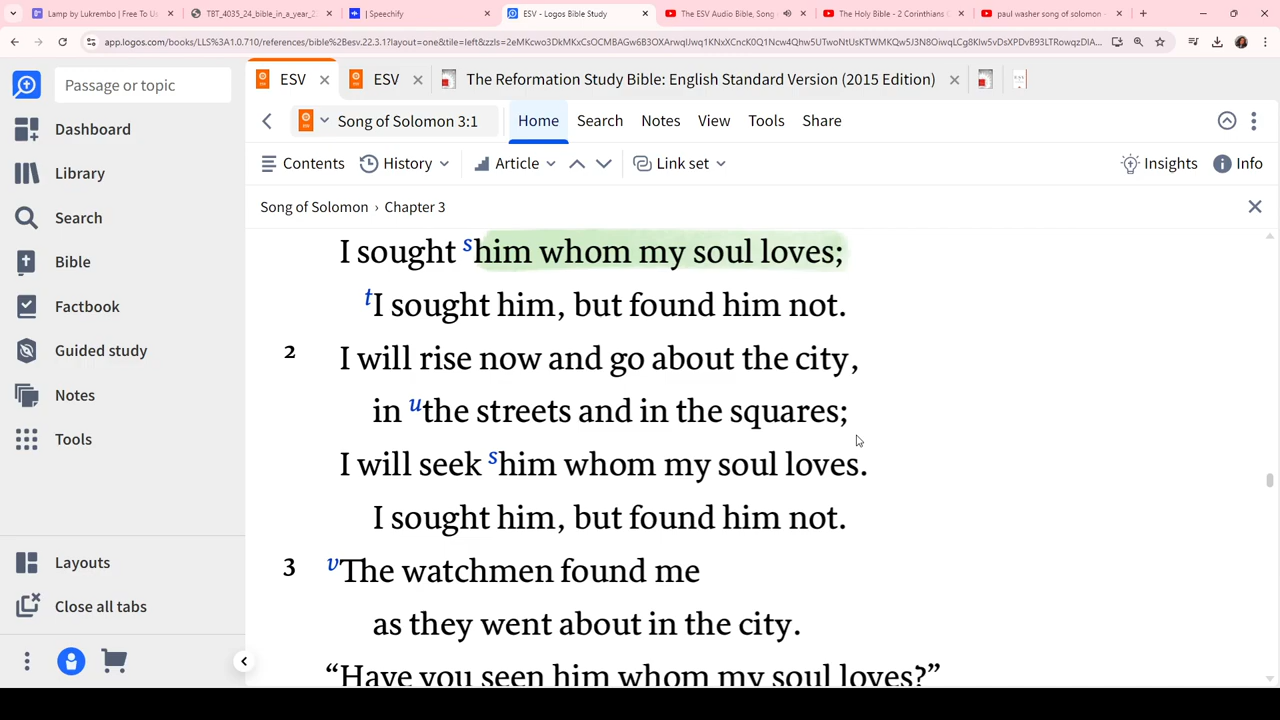 Lamp by Lukrembo | Free To Us
TBT_4035_24_bible_in_a_year_2
| Speechify
ESV - Logos Bible Study
The ESV Audio Bible, Song
The Holy Bible - 2 Corinthians
paul washer song of solomon -
ESV
ESV
The Reformation Study Bible: English Standard Version (2015 Edition)
Passage or topic
Song of Solomon 3:1
Home
Search
Notes
View
Tools
Share
Contents
History
Article
Link set
Insights
Info
Song of Solomon › Chapter 3
Dashboard
Library
Search
Bible
Factbook
Guided study
Notes
Tools
Layouts
Close all tabs
I sought s him whom my soul loves;
t I sought him, but found him not.
2 I will rise now and go about the city,
in u the streets and in the squares;
I will seek s him whom my soul loves.
I sought him, but found him not.
3 v The watchmen found me
as they went about in the city.
“Have you seen him whom my soul loves?”